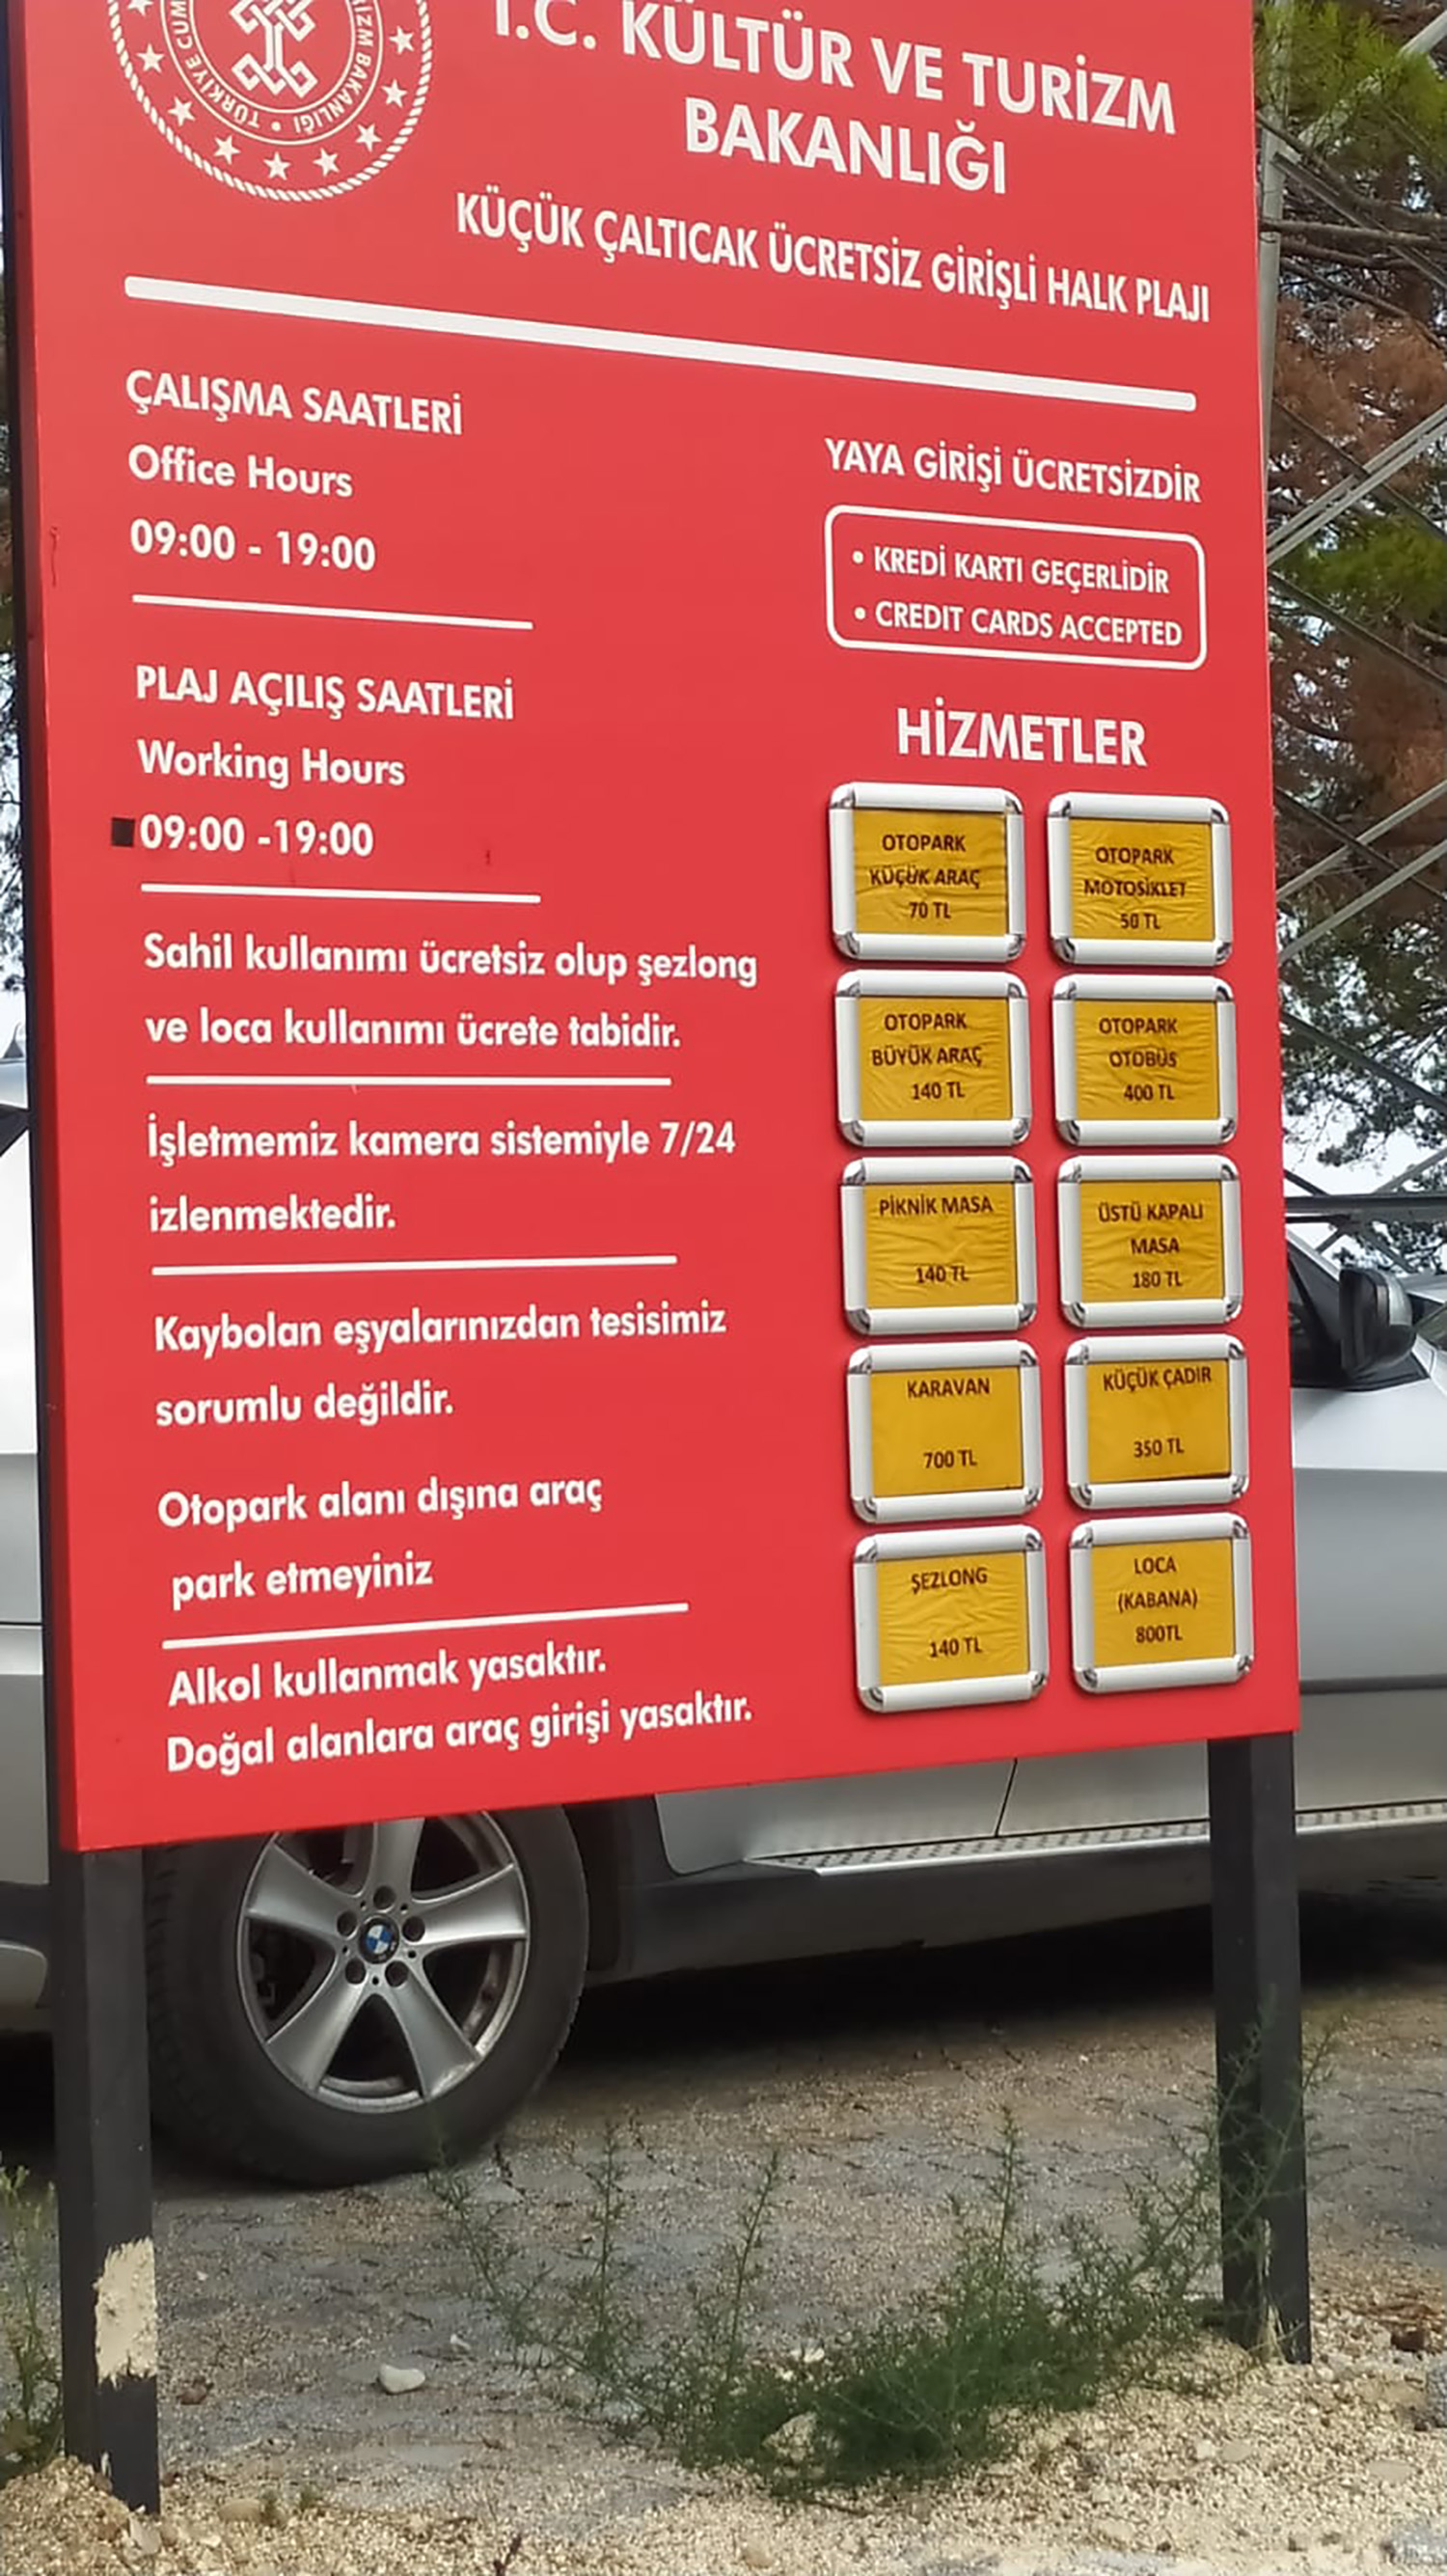 TÜRKİYE CUM
RİZM BAKANLIĞI
T.C. KÜLTÜR VE TURİZM
BAKANLIĞI
KÜÇÜK ÇALTICAK ÜCRETSİZ GİRİŞLİ HALK PLAJI
ÇALIŞMA SAATLERİ
Office Hours
09:00 - 19:00
PLAJ AÇILIŞ SAATLERİ
Working Hours
09:00 -19:00
Sahil kullanımı ücretsiz olup şezlong
ve loca kullanımı ücrete tabidir.
İşletmemiz kamera sistemiyle 7/24
izlenmektedir.
Kaybolan eşyalarınızdan tesisimiz
sorumlu değildir.
Otopark alanı dışına araç
park etmeyiniz
Alkol kullanmak yasaktır.
Doğal alanlara araç girişi yasaktır.
YAYA GİRİŞİ ÜCRETSİZDİR
• KREDİ KARTI GEÇERLİDİR
• CREDIT CARDS ACCEPTED
HİZMETLER
OTOPARK
KÜÇÜK ARAÇ
70 TL
OTOPARK
MOTOSİKLET
50 TL
OTOPARK
BÜYÜK ARAÇ
140 TL
OTOPARK
OTOBÜS
400 TL
PİKNİK MASA
140 TL
ÜSTÜ KAPALI
MASA
180 TL
KARAVAN
700 TL
KÜÇÜK ÇADIR
350 TL
ŞEZLONG
140 TL
LOCA
(KABANA)
800TL